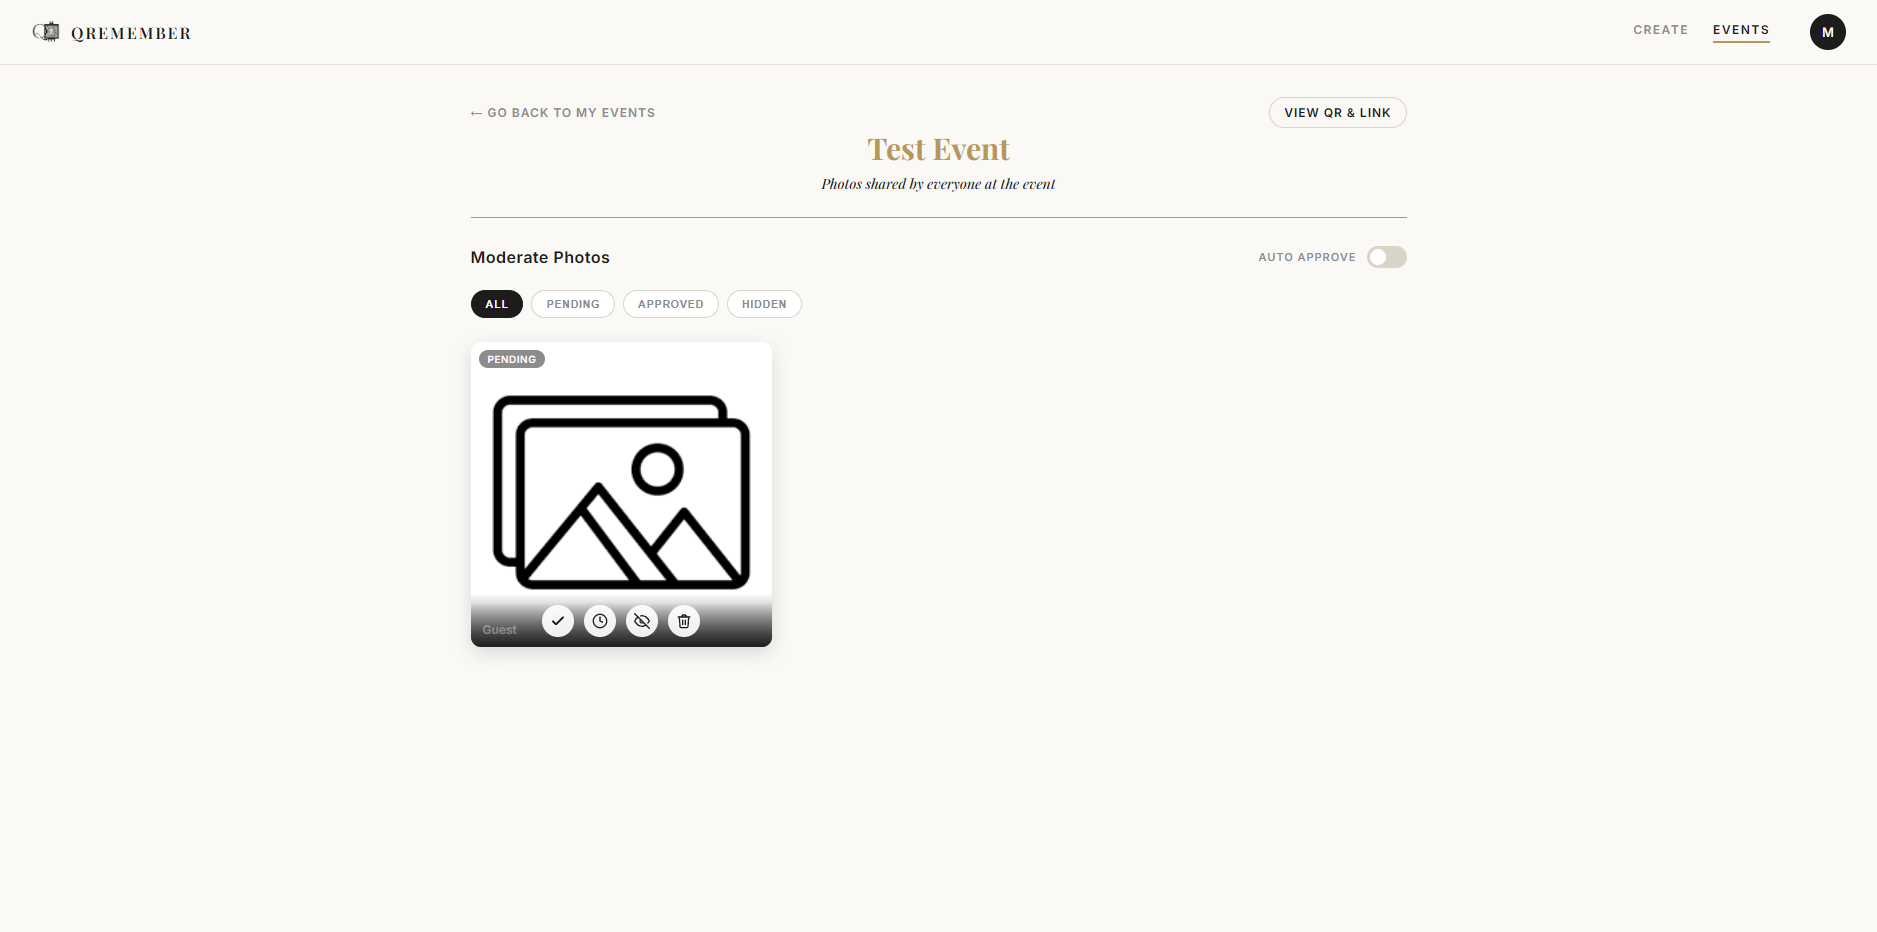 QREMEMBER
CREATE
EVENTS
M
← GO BACK TO MY EVENTS
VIEW QR & LINK
Test Event
Photos shared by everyone at the event
Moderate Photos
AUTO APPROVE
ALL
PENDING
APPROVED
HIDDEN
PENDING
Guest